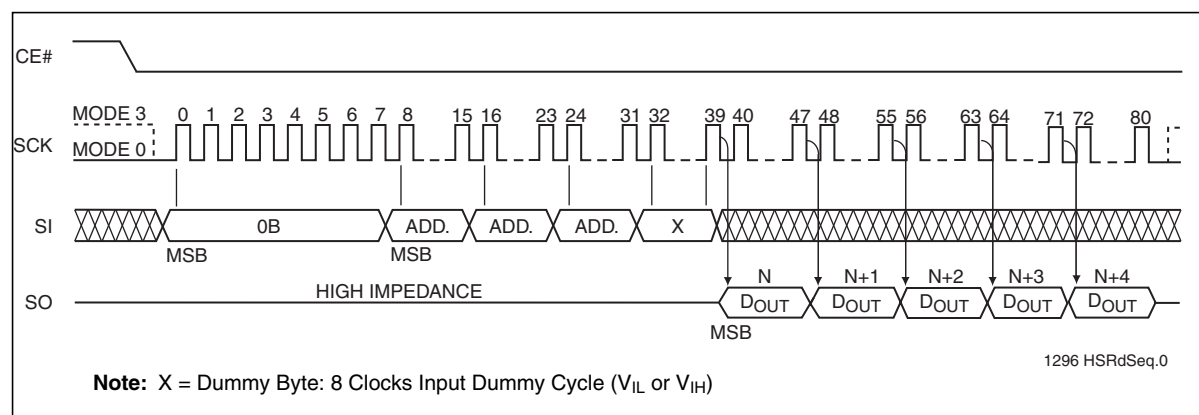 CE#
MODE 3
0 1 2 3 4 5 6 7 8 15 16 23 24 31 32 39 40 47 48 55 56 63 64 71 72 80
SCK
MODE 0
SI
0B ADD. ADD. ADD. X
MSB MSB
N N+1 N+2 N+3 N+4
SO
HIGH IMPEDANCE
DOUT DOUT DOUT DOUT DOUT
MSB
1296 HSRdSeq.0
Note: X = Dummy Byte: 8 Clocks Input Dummy Cycle (VIL or VIH)